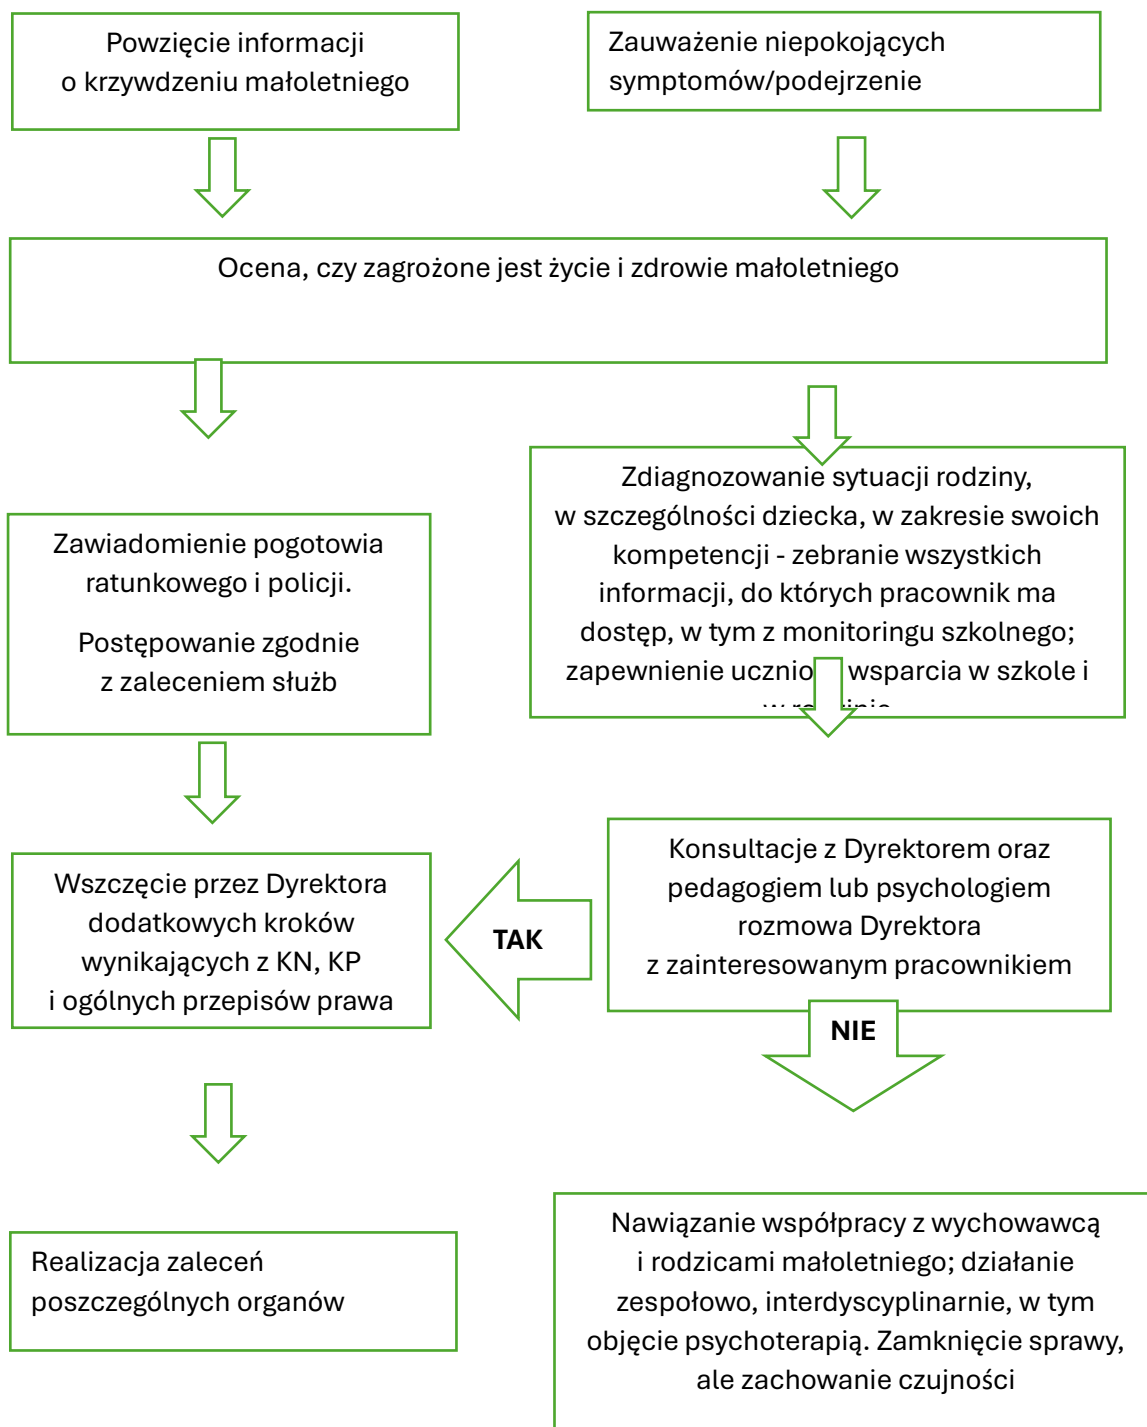 Powzięcie informacji
o krzywdzeniu małoletniego
Zauważenie niepokojących
symptomów/podejrzenie
Ocena, czy zagrożone jest życie i zdrowie małoletniego
Zawiadomienie pogotowia
ratunkowego i policji.
Postępowanie zgodnie
z zaleceniem służb
Zdiagnozowanie sytuacji rodziny,
w szczególności dziecka, w zakresie swoich
kompetencji - zebranie wszystkich
informacji, do których pracownik ma
dostęp, w tym z monitoringu szkolnego;
zapewnienie wsparcia w szkole i
w
Wszczęcie przez Dyrektora
dodatkowych kroków
wynikających z KN, KP
i ogólnych przepisów prawa
TAK
Konsultacje z Dyrektorem oraz
pedagogiem lub psychologiem
rozmowa Dyrektora
z zainteresowanym pracownikiem
NIE
Realizacja zaleceń
poszczególnych organów
Nawiązanie współpracy z wychowawcą
i rodzicami małoletniego; działanie
zespołowo, interdyscyplinarnie, w tym
objęcie psychoterapią. Zamknięcie sprawy,
ale zachowanie czujności